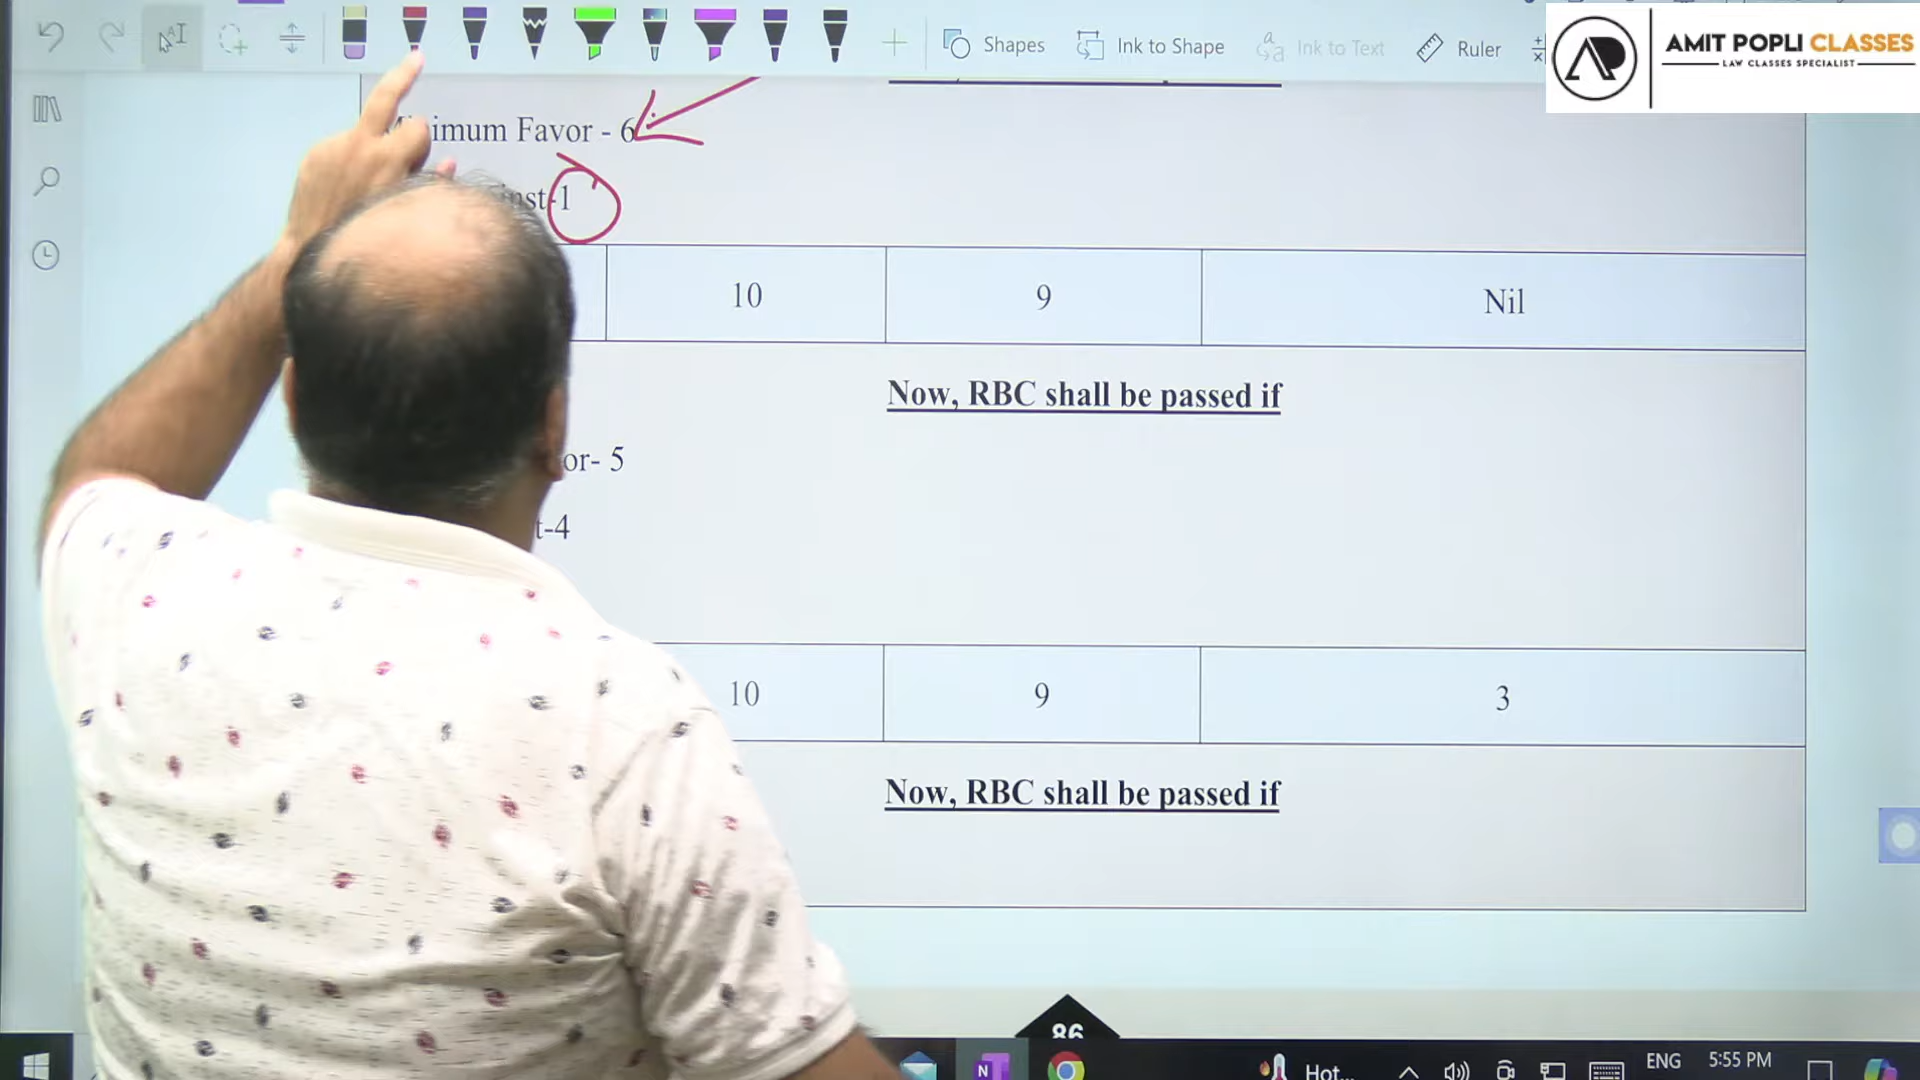 Shapes
Ink to Shape
Ink to Text
Ruler
AMIT POPLI CLASSES
LAW CLASSES SPECIALIST
imum Favor - 6
inst-1
10
9
Nil
Now, RBC shall be passed if
or- 5
t-4
10
9
3
Now, RBC shall be passed if
86
Hot...
ENG
5:55 PM